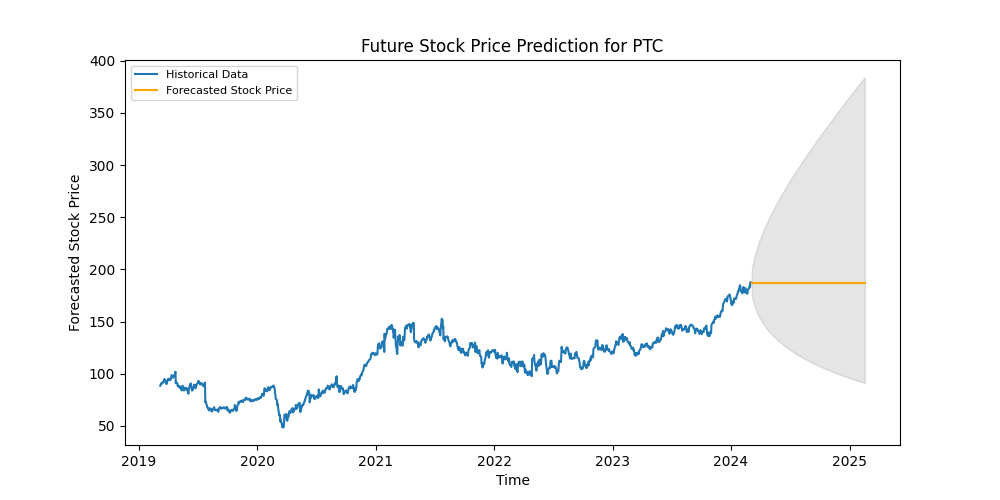 Future Stock Price Prediction for PTC
Historical Data
Forecasted Stock Price
400
350
300
250
200
150
100
50
Forecasted Stock Price
2019 2020 2021 2022 2023 2024 2025
Time